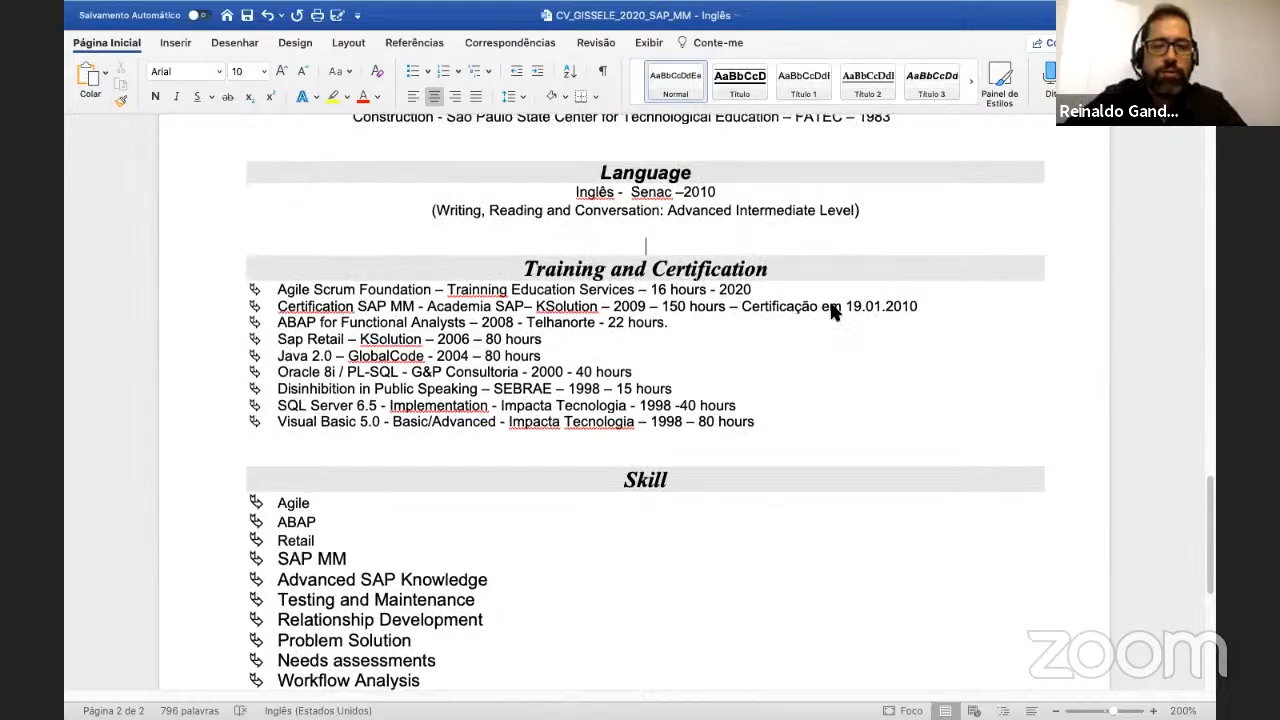 Salvamento Automático
CV_GISSELE_2020_SAP_MM - Inglês
Página Inicial Inserir Desenhar Design Layout Referências Correspondências Revisão Exibir Conte-me
Colar Arial 10 Aa
N I S ab x₂ x² A A
AaBbCcDdEe AaBbCcD AaBbCcDdI AaBbCcDdI AaBbCcDd
Normal Título Título 1 Título 2 Título 3
Painel de Estilos
Reinaldo Gand...
Construction - São Paulo State Center for Technological Education – FATEC – 1983
Language
Inglês - Senac –2010
(Writing, Reading and Conversation: Advanced Intermediate Level)
Training and Certification
Agile Scrum Foundation – Trainning Education Services – 16 hours - 2020
Certification SAP MM - Academia SAP– KSolution – 2009 – 150 hours – Certificação em 19.01.2010
ABAP for Functional Analysts – 2008 - Telhanorte - 22 hours.
Sap Retail – KSolution – 2006 – 80 hours
Java 2.0 – GlobalCode - 2004 – 80 hours
Oracle 8i / PL-SQL - G&P Consultoria - 2000 - 40 hours
Disinhibition in Public Speaking – SEBRAE – 1998 – 15 hours
SQL Server 6.5 - Implementation - Impacta Tecnologia - 1998 -40 hours
Visual Basic 5.0 - Basic/Advanced - Impacta Tecnologia – 1998 – 80 hours
Skill
Agile
ABAP
Retail
SAP MM
Advanced SAP Knowledge
Testing and Maintenance
Relationship Development
Problem Solution
Needs assessments
Workflow Analysis
zoom
Página 2 de 2 796 palavras Inglês (Estados Unidos) Foco 200%